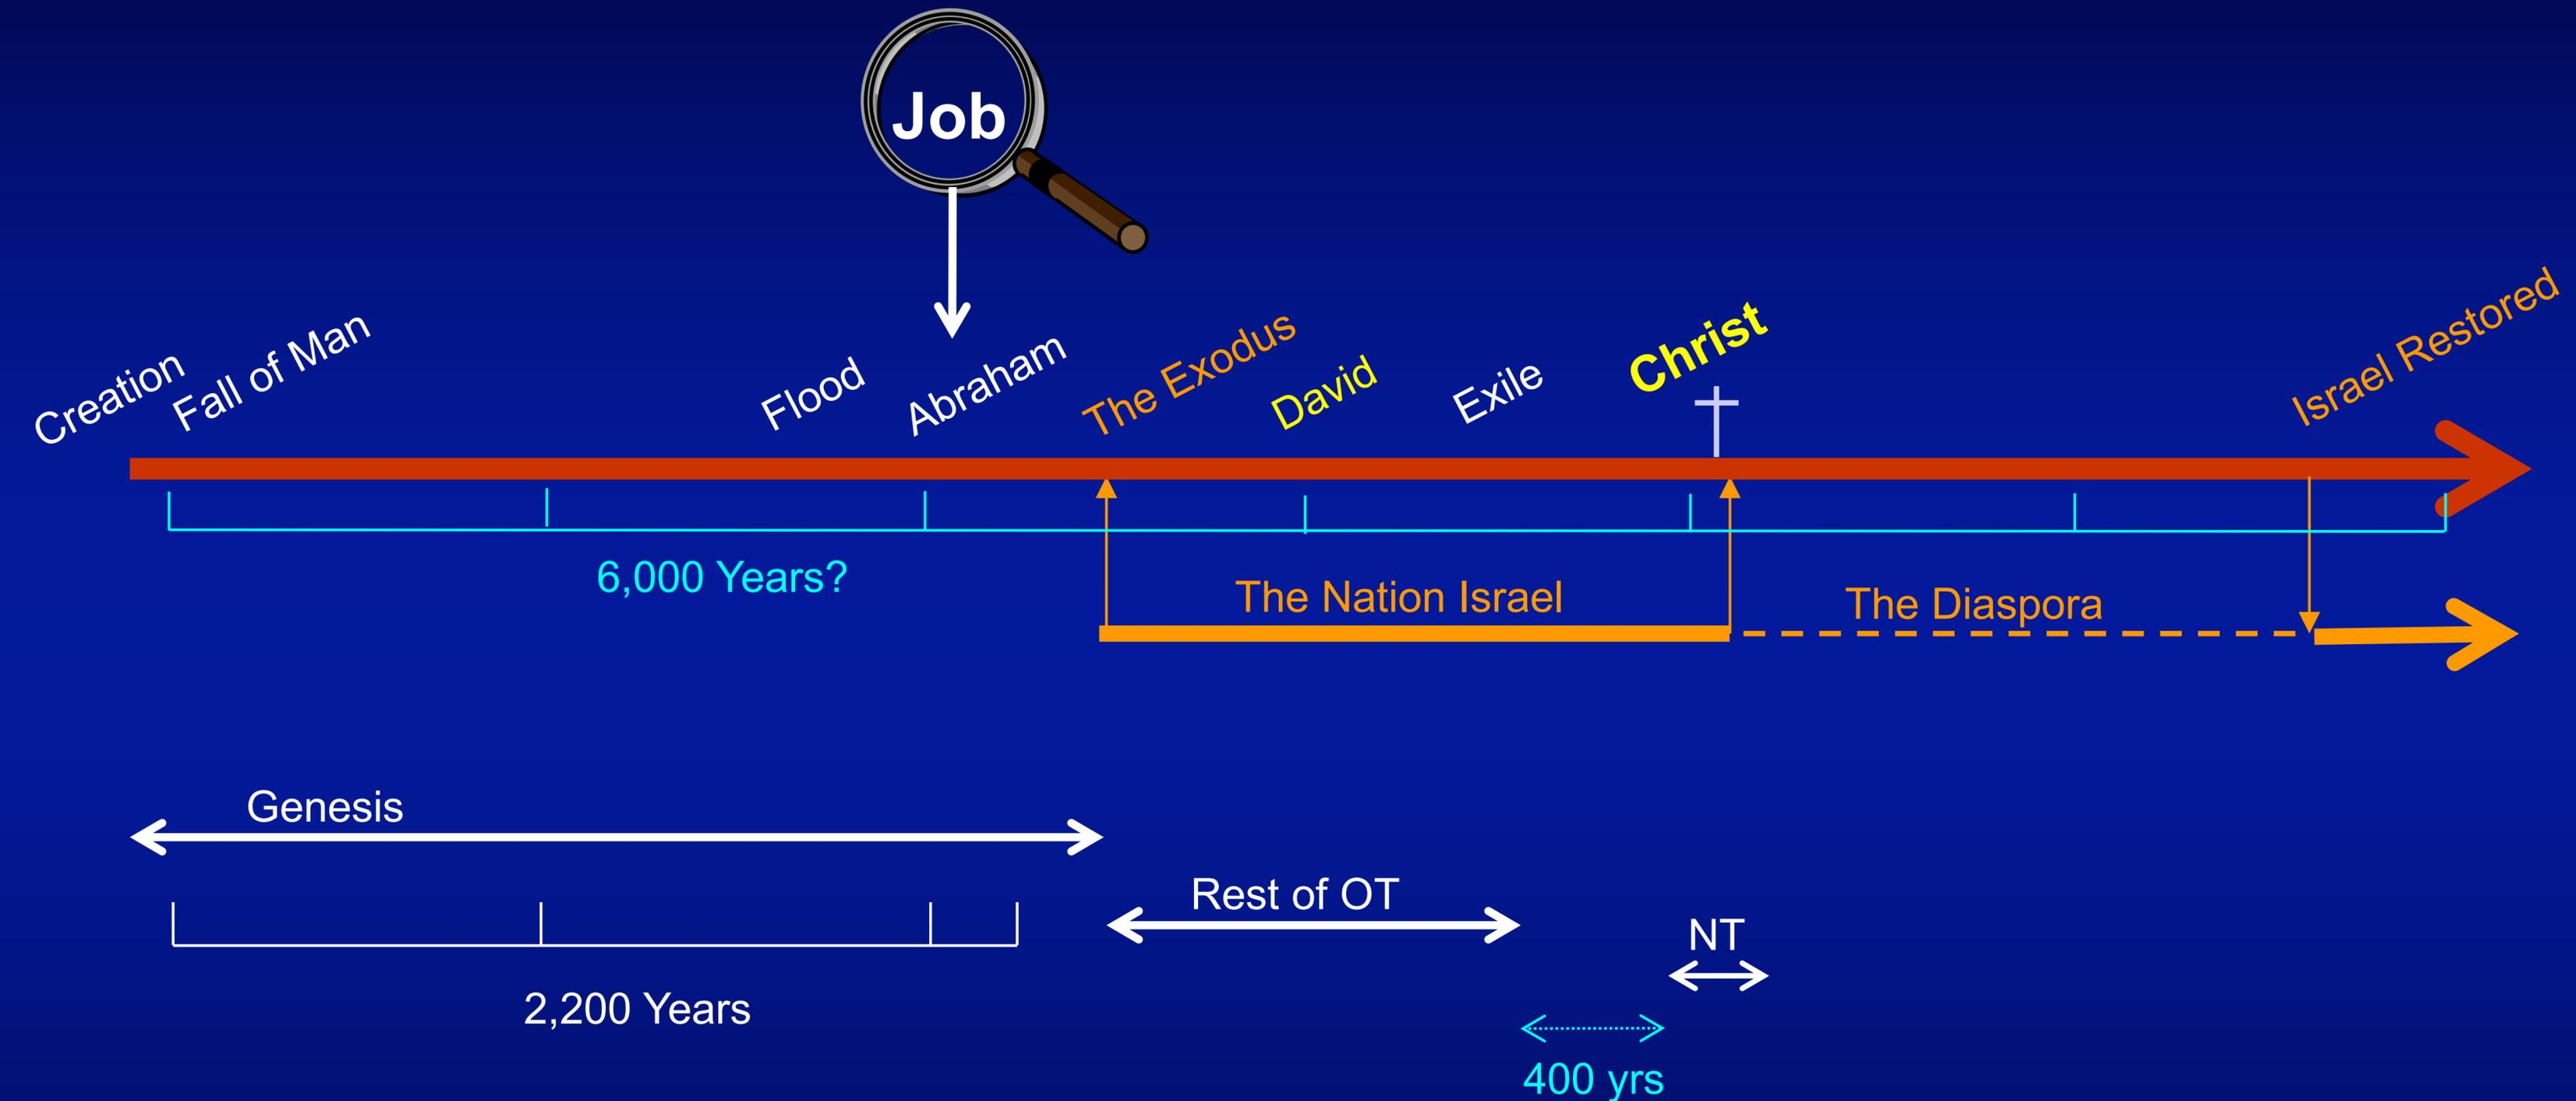 Job
Creation
Fall of Man
Flood
Abraham
The Exodus
David
Exile
Christ
Israel Restored
6,000 Years?
The Nation Israel
The Diaspora
Genesis
Rest of OT
NT
2,200 Years
400 yrs